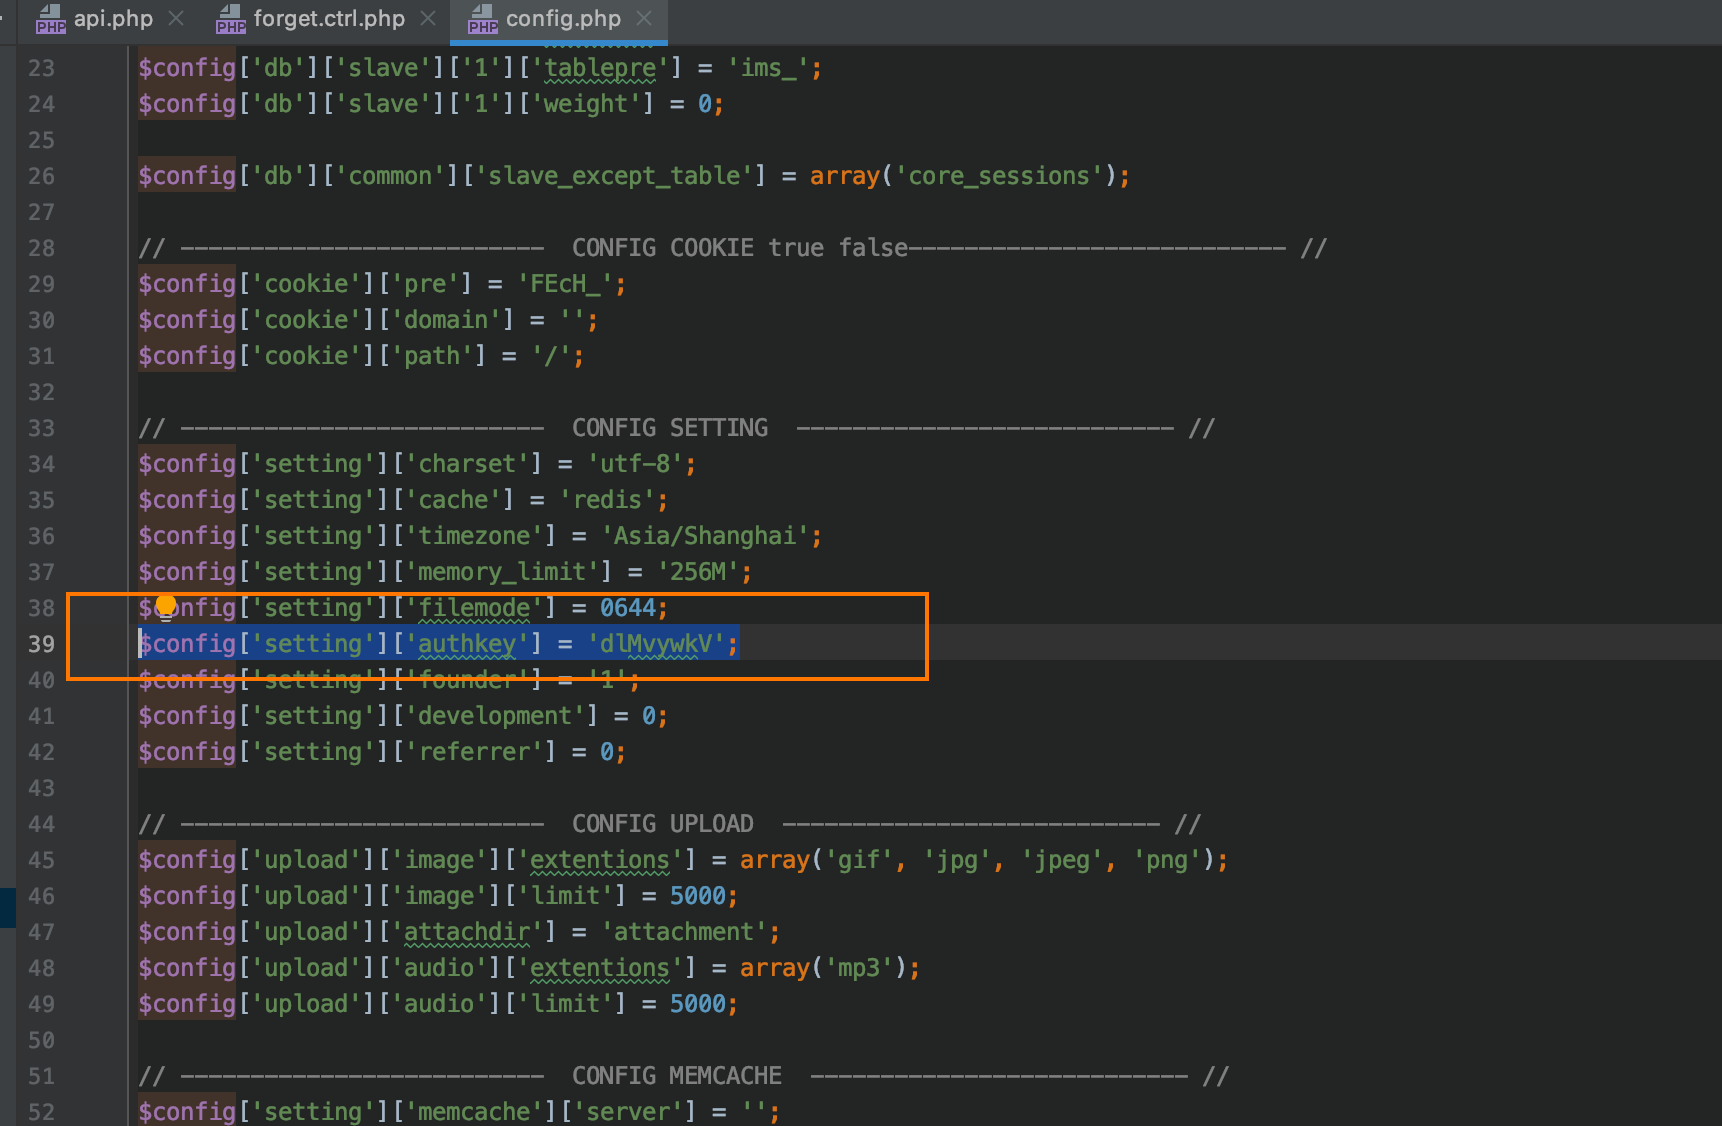 api.php forget.ctrl.php config.php
23 $config['db']['slave']['1']['tablepre'] = 'ims_';
24 $config['db']['slave']['1']['weight'] = 0;
25
26 $config['db']['common']['slave_except_table'] = array('core_sessions');
27
28 // -------------------------- CONFIG COOKIE true false--------------------------- //
29 $config['cookie']['pre'] = 'FEcH_';
30 $config['cookie']['domain'] = '';
31 $config['cookie']['path'] = '/';
32
33 // -------------------------- CONFIG SETTING --------------------------- //
34 $config['setting']['charset'] = 'utf-8';
35 $config['setting']['cache'] = 'redis';
36 $config['setting']['timezone'] = 'Asia/Shanghai';
37 $config['setting']['memory_limit'] = '256M';
38 $config['setting']['filemode'] = 0644;
39 $config['setting']['authkey'] = 'dlMvywkV';
40 $config['setting']['founder'] = '1';
41 $config['setting']['development'] = 0;
42 $config['setting']['referrer'] = 0;
43
44 // -------------------------- CONFIG UPLOAD --------------------------- //
45 $config['upload']['image']['extentions'] = array('gif', 'jpg', 'jpeg', 'png');
46 $config['upload']['image']['limit'] = 5000;
47 $config['upload']['attachdir'] = 'attachment';
48 $config['upload']['audio']['extentions'] = array('mp3');
49 $config['upload']['audio']['limit'] = 5000;
50
51 // -------------------------- CONFIG MEMCACHE --------------------------- //
52 $config['setting']['memcache']['server'] = '';